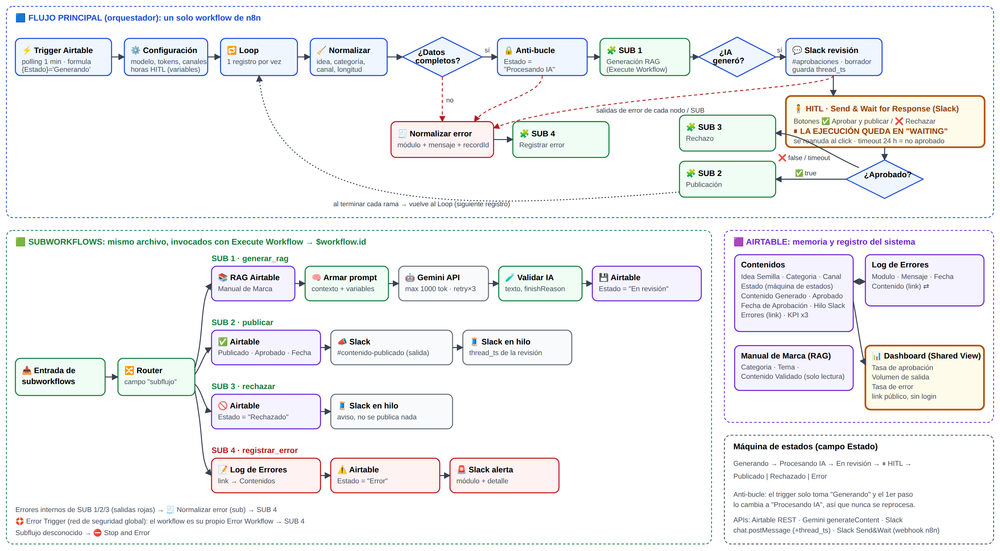 🟦 FLUJO PRINCIPAL (orquestador): un solo workflow de n8n
⚡ Trigger Airtable
polling 1 min · formula
{Estado}='Generando'
⚙️ Configuración
modelo, tokens, canales
horas HITL (variables)
🔁 Loop
1 registro por vez
🧹 Normalizar
idea, categoría,
canal, longitud
¿Datos
completos?
sí
🔒 Anti-bucle
Estado =
"Procesando IA"
🧩 SUB 1
Generación RAG
(Execute Workflow)
¿IA
generó?
sí
💬 Slack revisión
#aprobaciones · borrador
guarda thread_ts
no
salidas de error de cada nodo / SUB
🧍 HITL · Send & Wait for Response (Slack)
Botones ✅ Aprobar y publicar / ❌ Rechazar
⏸ LA EJECUCIÓN QUEDA EN "WAITING"
se reanuda al click · timeout 24 h = no aprobado
🧾 Normalizar error
módulo + mensaje + recordId
🧩 SUB 4
Registrar error
🧩 SUB 3
Rechazo
❌ false / timeout
🧩 SUB 2
Publicación
✅ true
¿Aprobado?
al terminar cada rama → vuelve al Loop (siguiente registro)
🟩 SUBWORKFLOWS: mismo archivo, invocados con Execute Workflow → $workflow.id
📥 Entrada de
subworkflows
🔀 Router
campo "subflujo"
SUB 1 · generar_rag
📚 RAG Airtable
Manual de Marca
🧠 Armar prompt
contexto + variables
🤖 Gemini API
max 1000 tok · retry×3
🧪 Validar IA
texto, finishReason
💾 Airtable
Estado = "En revisión"
SUB 2 · publicar
✅ Airtable
Publicado · Aprobado · Fecha
📣 Slack
#contenido-publicado (salida)
🧵 Slack en hilo
thread_ts de la revisión
SUB 3 · rechazar
🚫 Airtable
Estado = "Rechazado"
🧵 Slack en hilo
aviso, no se publica nada
SUB 4 · registrar_error
📝 Log de Errores
link → Contenidos
⚠️ Airtable
Estado = "Error"
🚨 Slack alerta
módulo + detalle
Errores internos de SUB 1/2/3 (salidas rojas) → 🧾 Normalizar error (sub) → SUB 4
🛟 Error Trigger (red de seguridad global): el workflow es su propio Error Workflow → SUB 4
Subflujo desconocido → ⛔ Stop and Error
🟪 AIRTABLE: memoria y registro del sistema
Contenidos
Idea Semilla · Categoria · Canal
Estado (máquina de estados)
Contenido Generado · Aprobado
Fecha de Aprobación · Hilo Slack
Errores (link) · KPI x3
Log de Errores
Modulo · Mensaje · Fecha
Contenido (link) ⇄
Manual de Marca (RAG)
Categoria · Tema ·
Contenido Validado (solo lectura)
📊 Dashboard (Shared View)
Tasa de aprobación
Volumen de salida
Tasa de error
link público, sin login
Máquina de estados (campo Estado)
Generando → Procesando IA → En revisión → ⏸ HITL →
Publicado | Rechazado | Error
Anti-bucle: el trigger solo toma "Generando" y el 1er paso
lo cambia a "Procesando IA", así que nunca se reprocesa.
APIs: Airtable REST · Gemini generateContent · Slack
chat.postMessage (+thread_ts) · Slack Send&Wait (webhook n8n)